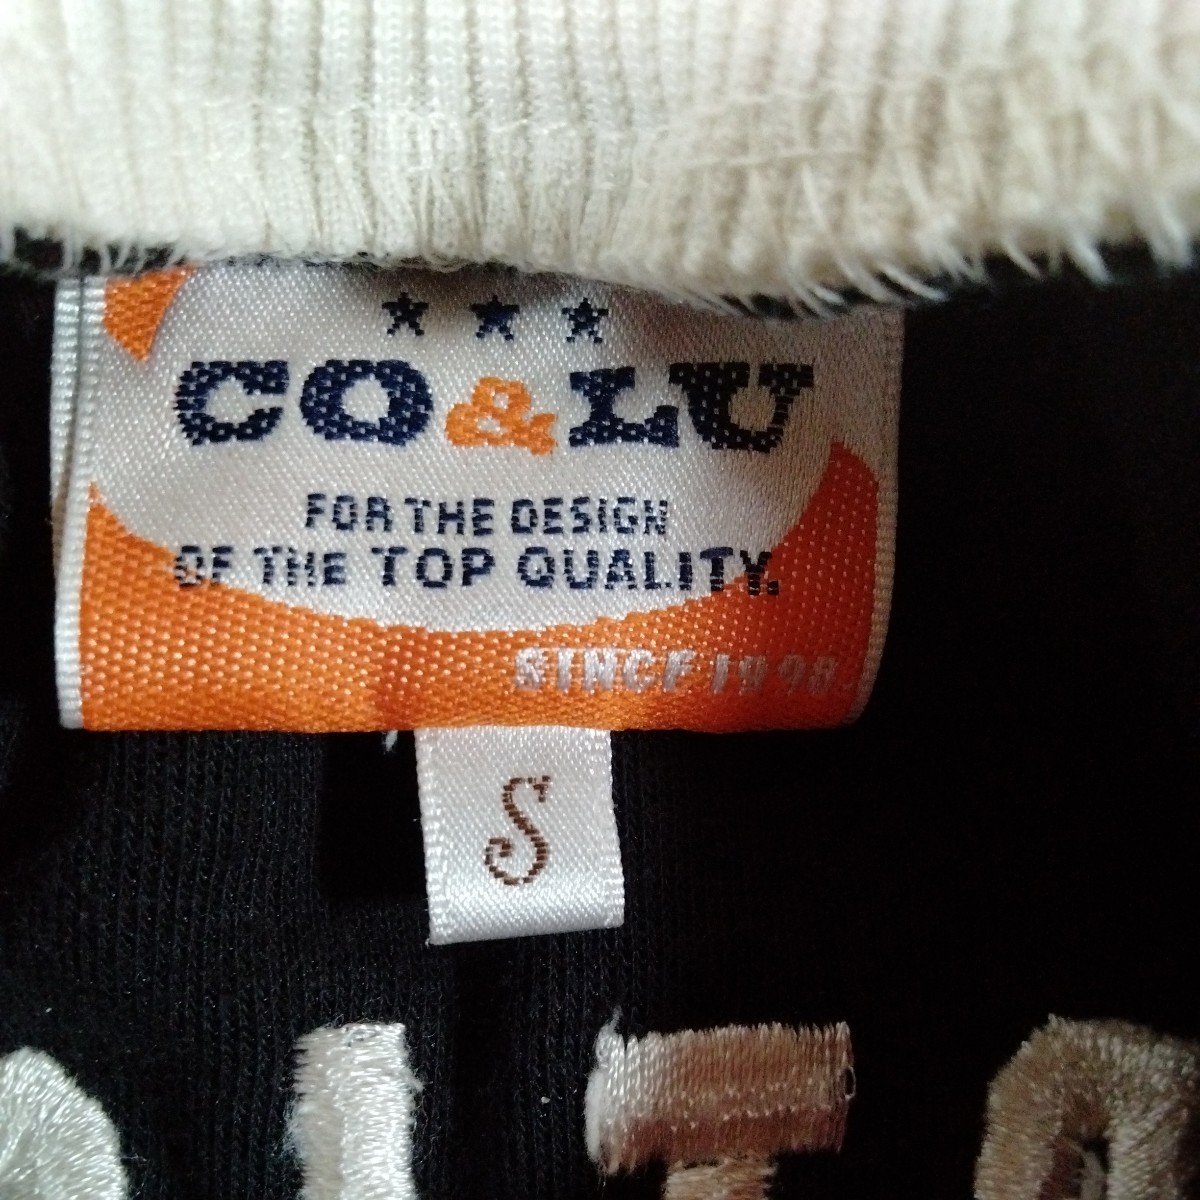 CO&LU
FOR THE DESIGN
OF THE TOP QUALITY.
SINCE 1998
S